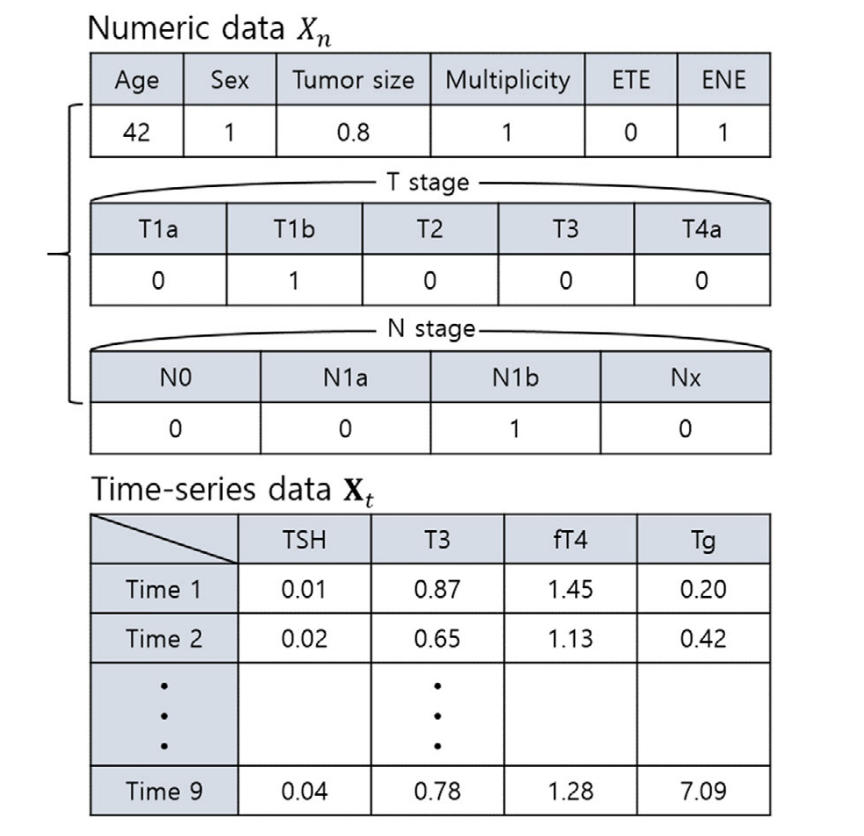 Numeric data Xₙ
Age Sex Tumor size Multiplicity ETE ENE
42 1 0.8 1 0 1
T stage
T1a T1b T2 T3 T4a
0 1 0 0 0
N stage
N0 N1a N1b Nx
0 0 1 0
Time-series data 𝐗ₜ
TSH T3 fT4 Tg
Time 1 0.01 0.87 1.45 0.20
Time 2 0.02 0.65 1.13 0.42
Time 9 0.04 0.78 1.28 7.09